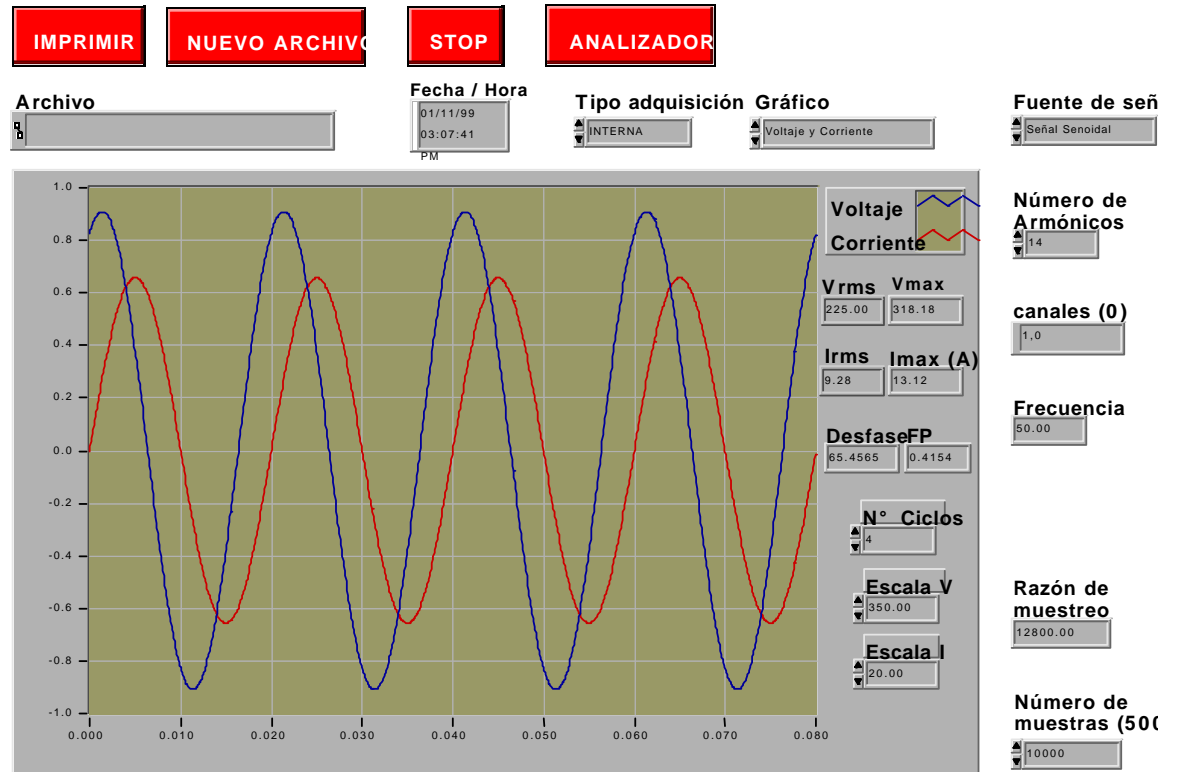 IMPRIMIR
NUEVO ARCHIVO
STOP
ANALIZADOR
Archivo
Fecha / Hora
01/11/99
03:07:41
PM
Tipo adquisición
INTERNA
Gráfico
Voltaje y Corriente
Fuente de señ
Señal Senoidal
1.0
0.8
0.6
0.4
0.2
0.0
-0.2
-0.4
-0.6
-0.8
-1.0
0.000
0.010
0.020
0.030
0.040
0.050
0.060
0.070
0.080
Voltaje
Corriente
Vrms
225.00
Vmax
318.18
Irms
9.28
Imax (A)
13.12
Desfase
65.4565
FP
0.4154
N° Ciclos
4
Escala V
350.00
Escala I
20.00
Número de
Armónicos
14
canales (0)
1,0
Frecuencia
50.00
Razón de
muestreo
12800.00
Número de
muestras (500
10000